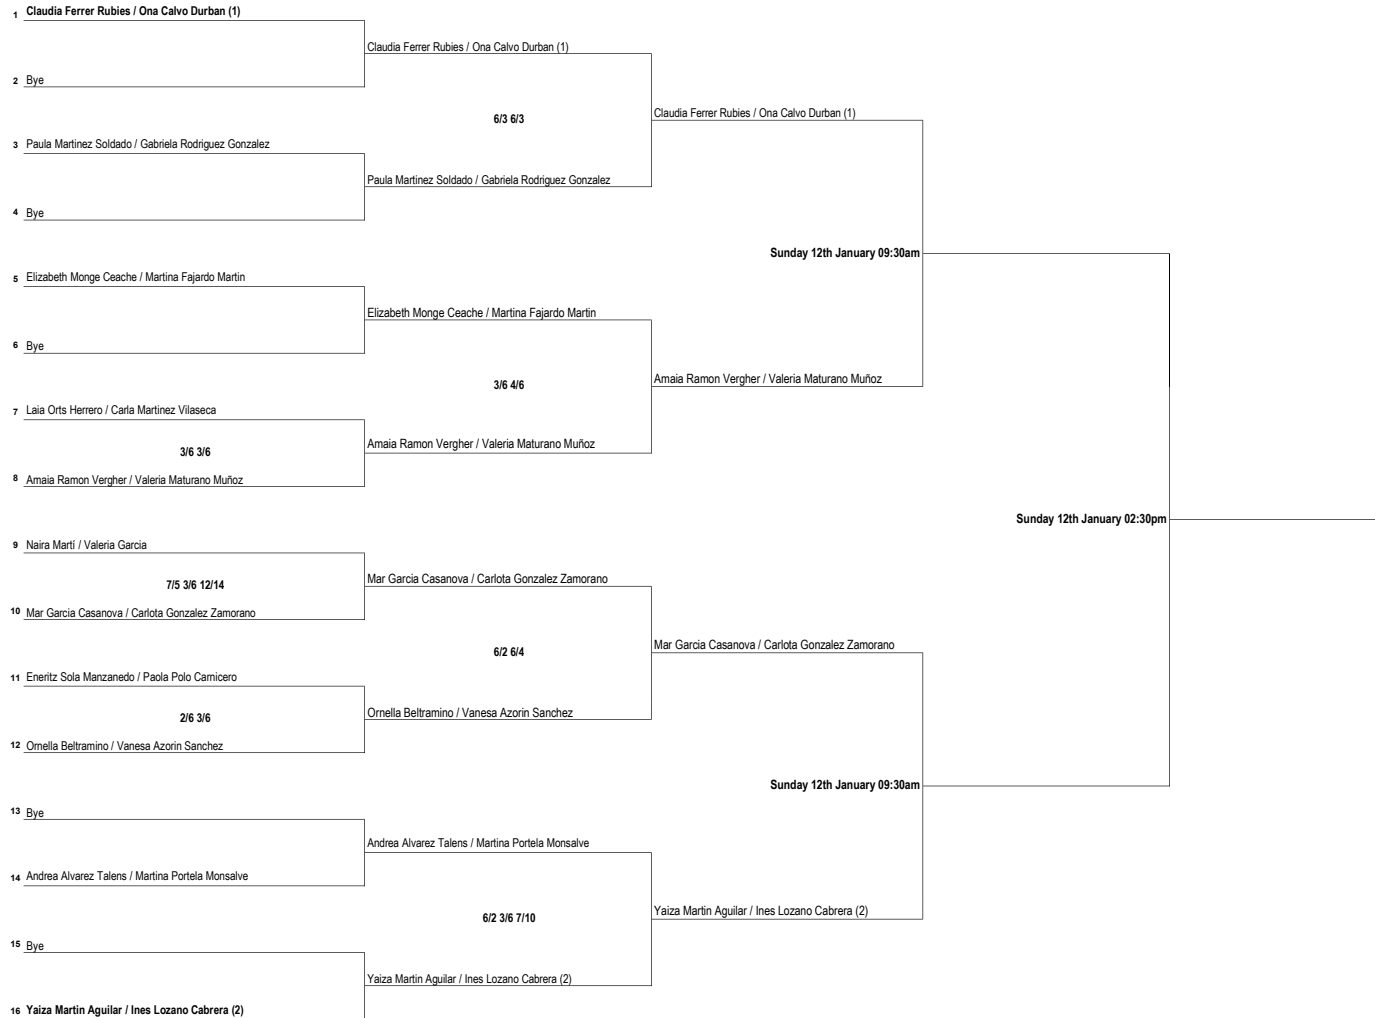 1 Claudia Ferrer Rubies / Ona Calvo Durban (1)
Claudia Ferrer Rubies / Ona Calvo Durban (1)
2 Bye
6/3 6/3
Claudia Ferrer Rubies / Ona Calvo Durban (1)
3 Paula Martinez Soldado / Gabriela Rodriguez Gonzalez
Paula Martinez Soldado / Gabriela Rodriguez Gonzalez
4 Bye
Sunday 12th January 09:30am
5 Elizabeth Monge Ceache / Martina Fajardo Martin
Elizabeth Monge Ceache / Martina Fajardo Martin
6 Bye
3/6 4/6
Amaia Ramon Vergher / Valeria Maturano Muñoz
7 Laia Orts Herrero / Carla Martinez Vilaseca
3/6 3/6
Amaia Ramon Vergher / Valeria Maturano Muñoz
8 Amaia Ramon Vergher / Valeria Maturano Muñoz
Sunday 12th January 02:30pm
9 Naira Martí / Valeria Garcia
7/5 3/6 12/14
Mar Garcia Casanova / Carlota Gonzalez Zamorano
10 Mar Garcia Casanova / Carlota Gonzalez Zamorano
6/2 6/4
Mar Garcia Casanova / Carlota Gonzalez Zamorano
11 Eneritz Sola Manzanedo / Paola Polo Carnicero
2/6 3/6
Ornella Beltramino / Vanesa Azorin Sanchez
12 Ornella Beltramino / Vanesa Azorin Sanchez
Sunday 12th January 09:30am
13 Bye
Andrea Alvarez Talens / Martina Portela Monsalve
14 Andrea Alvarez Talens / Martina Portela Monsalve
6/2 3/6 7/10
Yaiza Martin Aguilar / Ines Lozano Cabrera (2)
15 Bye
Yaiza Martin Aguilar / Ines Lozano Cabrera (2)
16 Yaiza Martin Aguilar / Ines Lozano Cabrera (2)